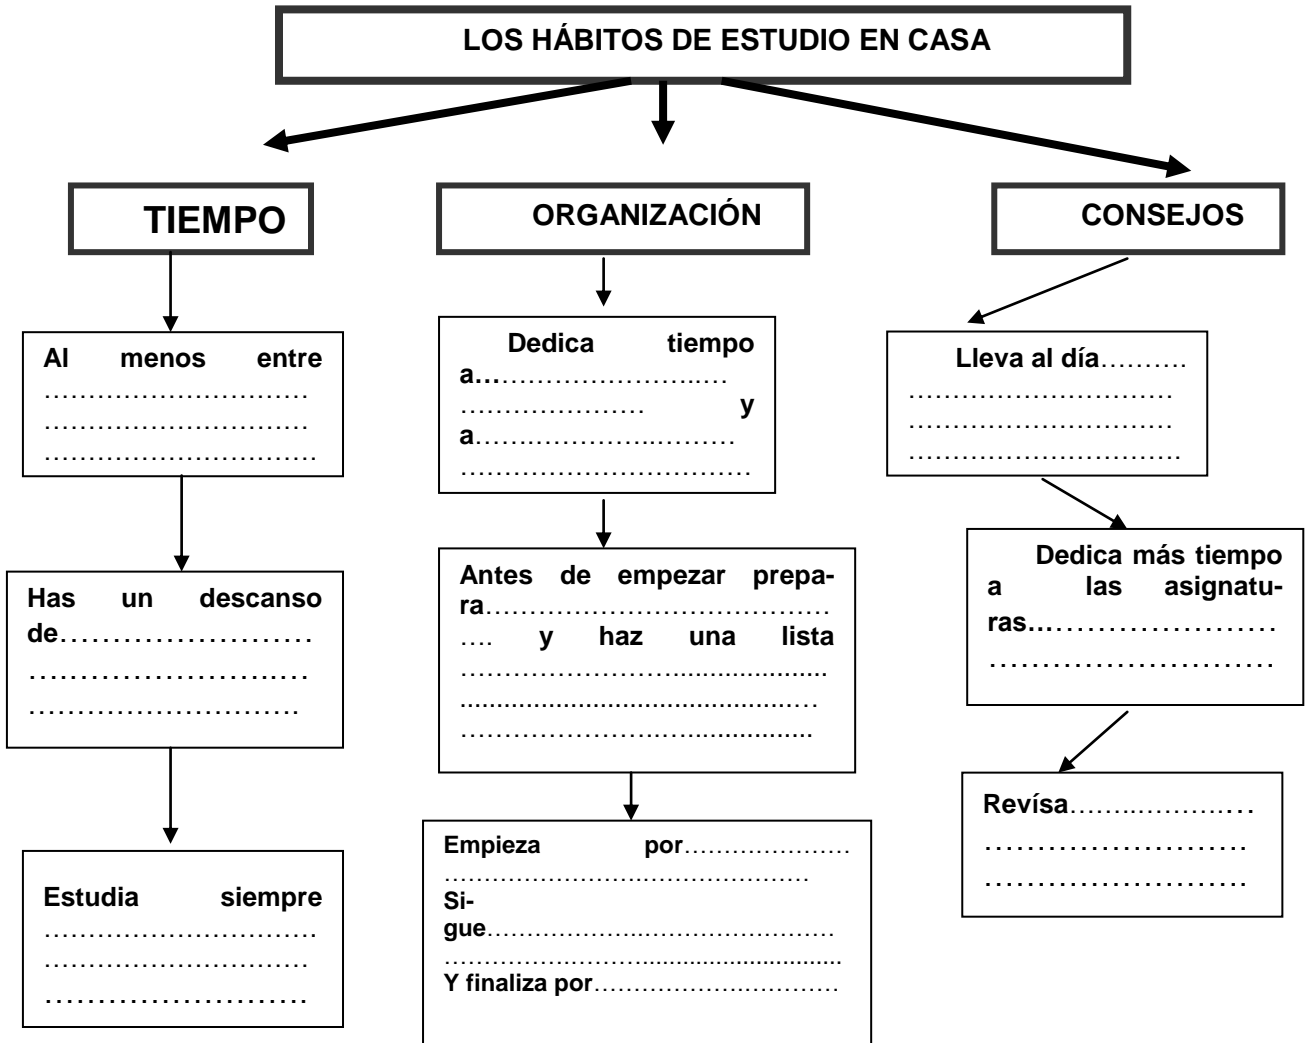 LOS HÁBITOS DE ESTUDIO EN CASA
TIEMPO
ORGANIZACIÓN
CONSEJOS
Al menos entre
…………………………
…………………………
………………………….
Has un descanso
de……………………
…………………..…
………………………
Estudia siempre
………………………….
…………………………
………………………
Dedica tiempo
a……………………..…
………………… y
a…………………..………
……………………………
Antes de empezar prepa-
ra………………………………
…. y haz una lista
……………………....................
.............................................…
……………………..................
Empieza por…………………
…………………………………
Si-
gue…………………………………
…………………..........................
Y finaliza por………………………
Lleva al día……….
………………………
………………………
……………………….
Dedica más tiempo
a las asignatu-
ras……………………
………………………
Revísa………………
……………………
……………………